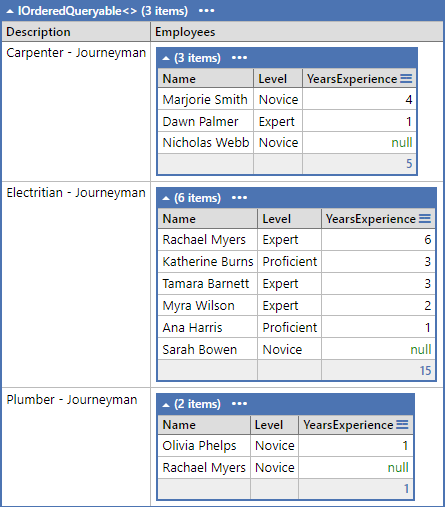 IOrderedQueryable<> (3 items) •••
Description Employees
Carpenter - Journeyman
(3 items) •••
Name Level YearsExperience
Marjorie Smith Novice 4
Dawn Palmer Expert 1
Nicholas Webb Novice null
5
Electritian - Journeyman
(6 items) •••
Name Level YearsExperience
Rachael Myers Expert 6
Katherine Burns Proficient 3
Tamara Barnett Expert 3
Myra Wilson Expert 2
Ana Harris Proficient 1
Sarah Bowen Novice null
15
Plumber - Journeyman
(2 items) •••
Name Level YearsExperience
Olivia Phelps Novice 1
Rachael Myers Novice null
1